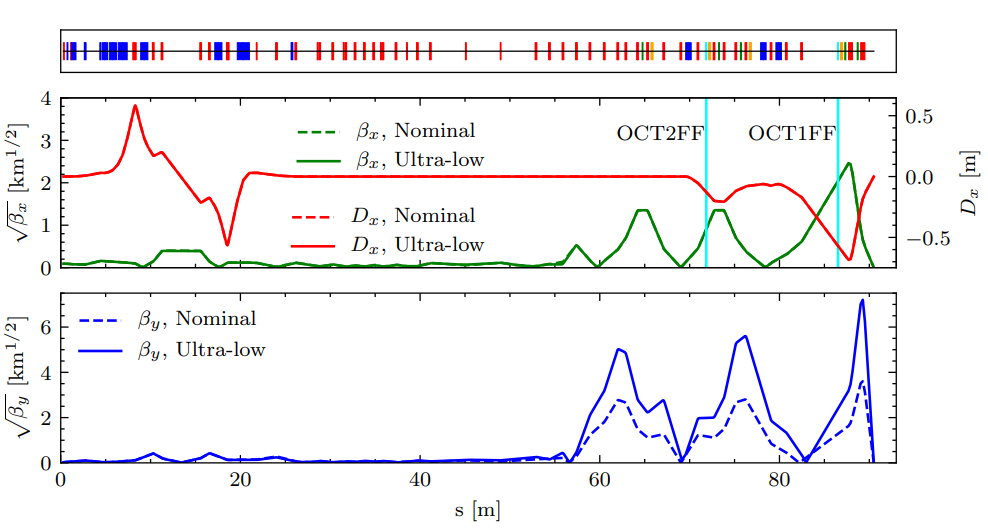 4
3
2
1
0
√βx [km^1/2]
βx, Nominal
βx, Ultra-low
Dx, Nominal
Dx, Ultra-low
OCT2FF
OCT1FF
0.5
0.0
−0.5
Dx [m]
6
4
2
0
√βy [km^1/2]
βy, Nominal
βy, Ultra-low
0 20 40 60 80
s [m]